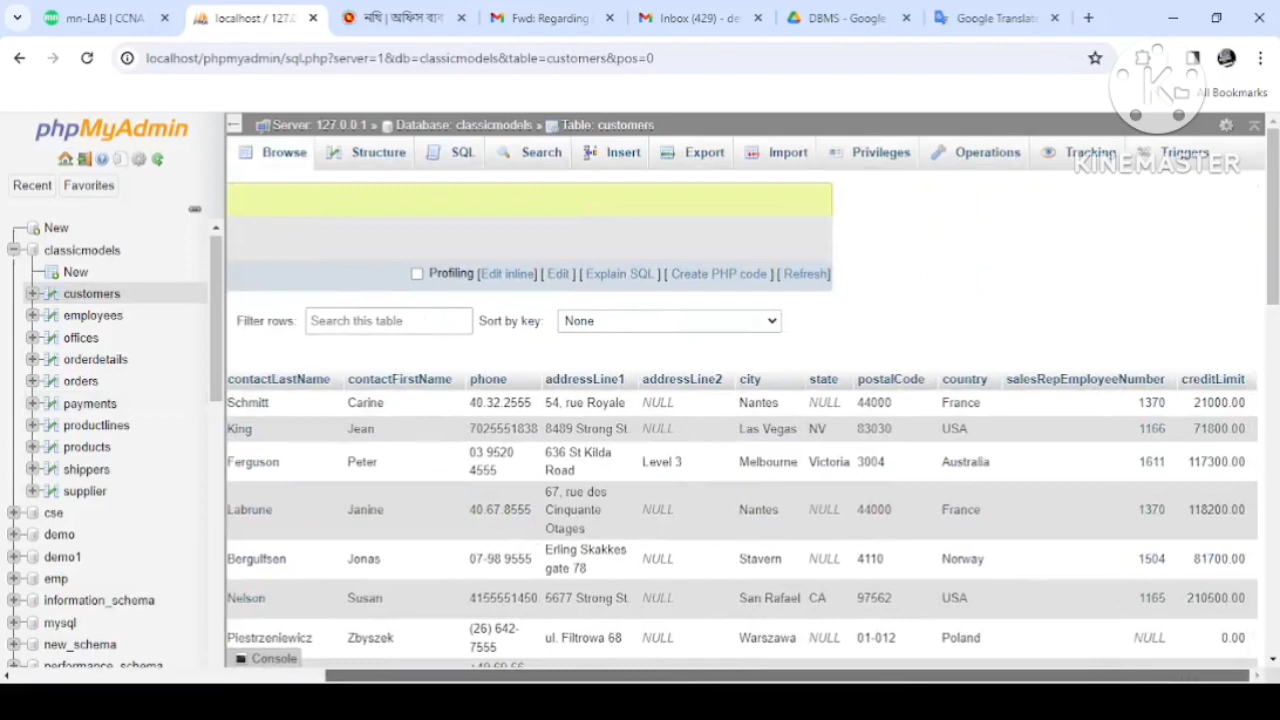 mn-LAB | CCNA
localhost / 127.
নথি | অফিস ব্যব
Fwd: Regarding
Inbox (429) - de
DBMS - Google
Google Translat
localhost/phpmyadmin/sql.php?server=1&db=classicmodels&table=customers&pos=0
All Bookmarks
KINEMASTER
phpMyAdmin
Recent Favorites
New
classicmodels
New
customers
employees
offices
orderdetails
orders
payments
productlines
products
shippers
supplier
cse
demo
demo1
emp
information_schema
mysql
new_schema
performance_schema
Server: 127.0.0.1 » Database: classicmodels » Table: customers
Browse Structure SQL Search Insert Export Import Privileges Operations Tracking Triggers
Profiling [Edit inline] [ Edit ] [ Explain SQL ] [ Create PHP code ] [ Refresh]
Filter rows: Search this table Sort by key: None
contactLastName contactFirstName phone addressLine1 addressLine2 city state postalCode country salesRepEmployeeNumber creditLimit
Schmitt Carine 40.32.2555 54, rue Royale NULL Nantes NULL 44000 France 1370 21000.00
King Jean 7025551838 8489 Strong St. NULL Las Vegas NV 83030 USA 1166 71800.00
Ferguson Peter 03 9520 4555 636 St Kilda Road Level 3 Melbourne Victoria 3004 Australia 1611 117300.00
Labrune Janine 40.67.8555 67, rue des Cinquante Otages NULL Nantes NULL 44000 France 1370 118200.00
Bergulfsen Jonas 07-98 9555 Erling Skakkes gate 78 NULL Stavern NULL 4110 Norway 1504 81700.00
Nelson Susan 4155551450 5677 Strong St. NULL San Rafael CA 97562 USA 1165 210500.00
Piestrzeniewicz Zbyszek (26) 642-7555 ul. Filtrowa 68 NULL Warszawa NULL 01-012 Poland NULL 0.00
Console